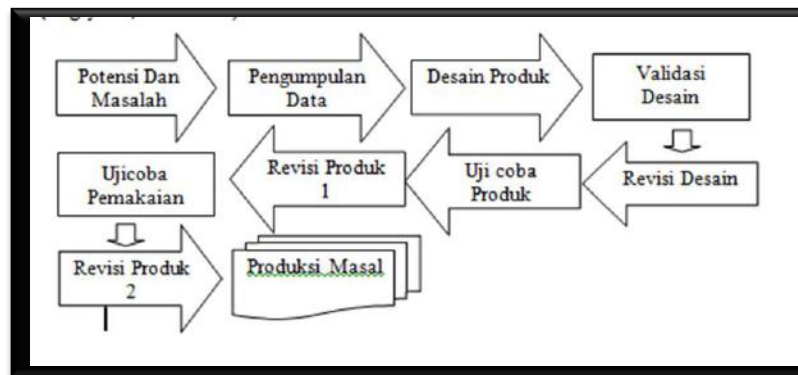 Potensi Dan
Masalah
Pengumpulan
Data
Desain Produk
Validasi
Desain
Revisi Desain
Uji coba
Produk
Revisi Produk
1
Ujicoba
Pemakaian
Revisi Produk
2
Produksi Masal